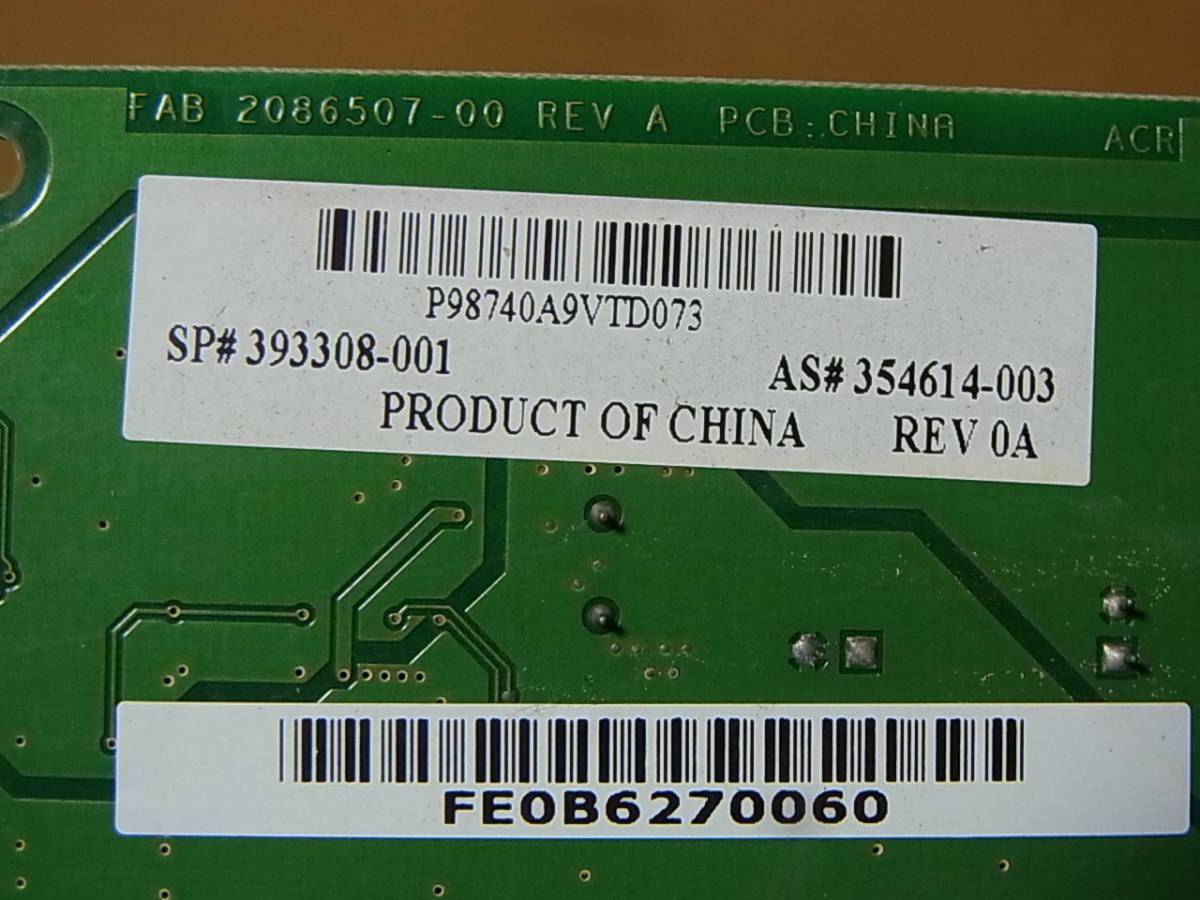 FAB 2086507-00 REV A PCB:CHINA ACR
P98740A9VTD073
SP# 393308-001 AS# 354614-003
PRODUCT OF CHINA REV 0A
FE0B6270060